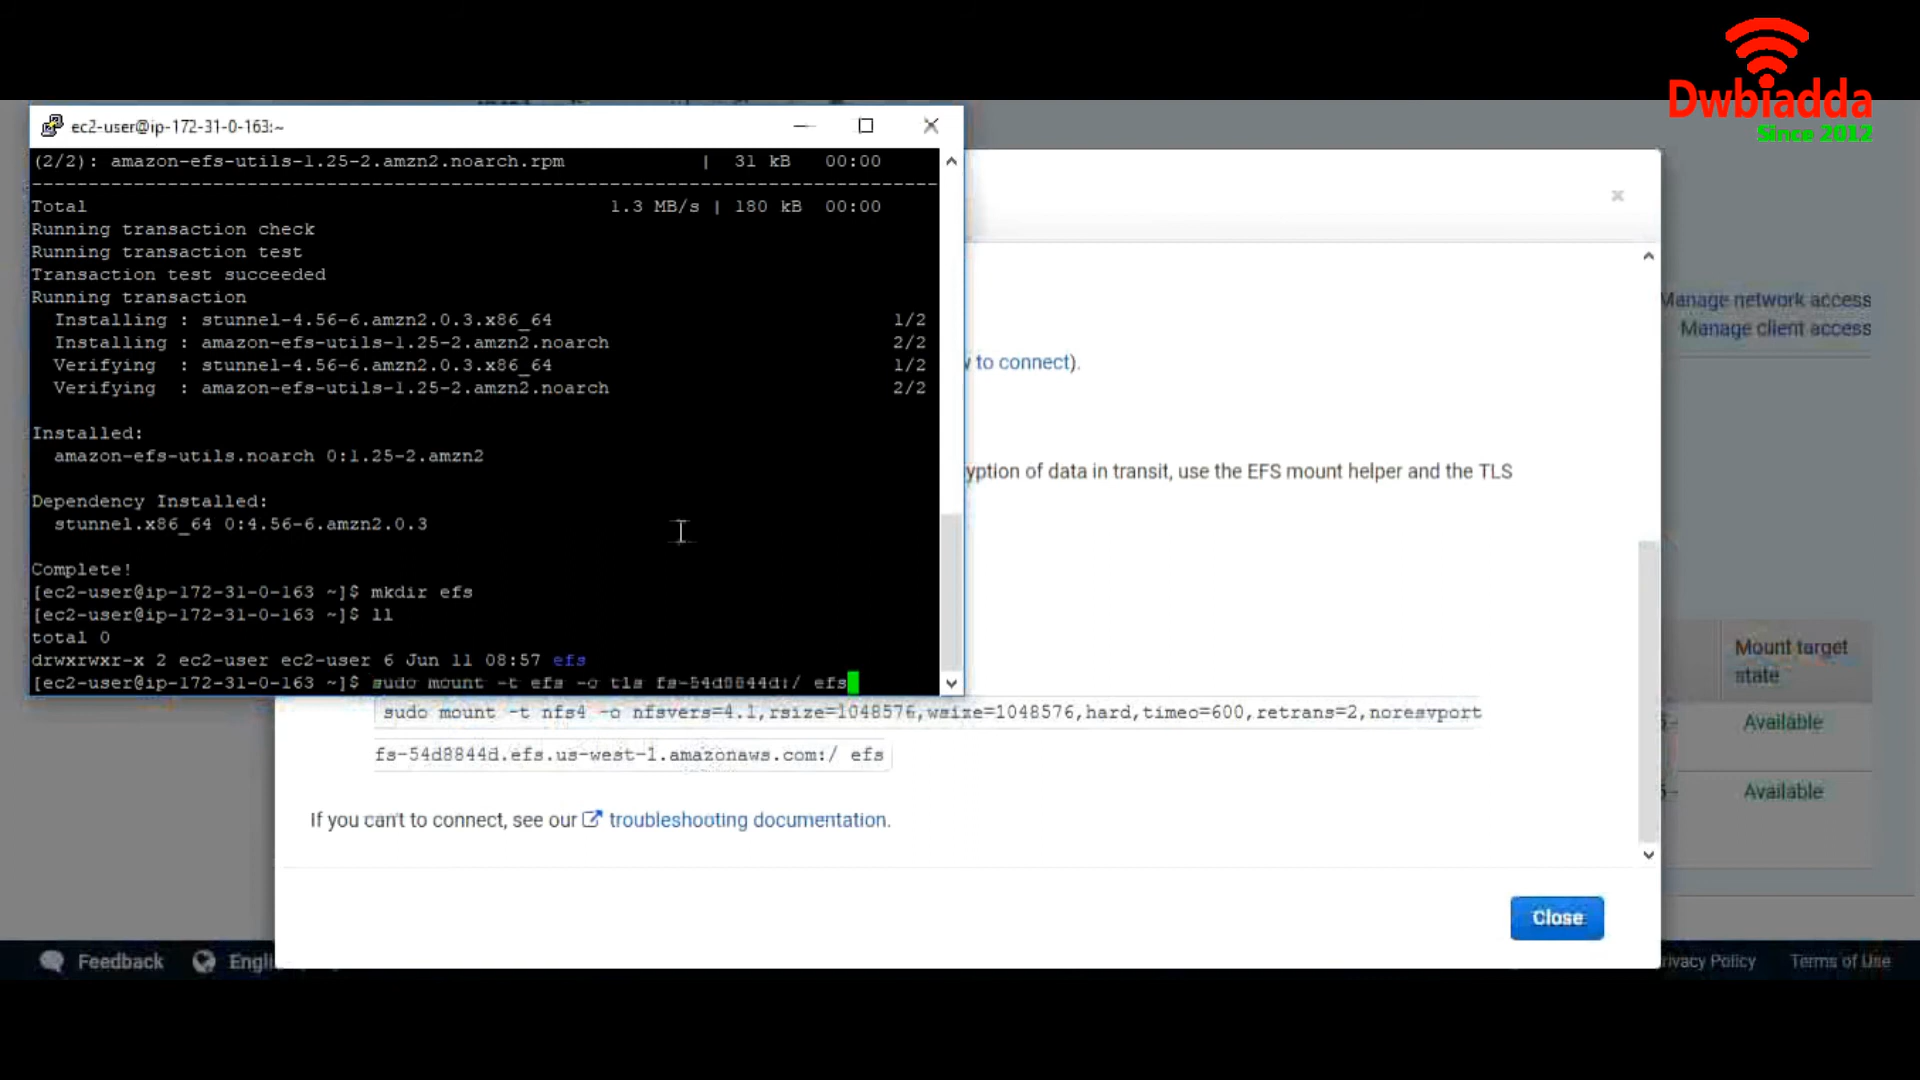 Dwbiadda
Since 2012
ec2-user@ip-172-31-0-163:~
(2/2): amazon-efs-utils-1.25-2.amzn2.noarch.rpm | 31 kB 00:00
--------------------------------------------------------------------------------
Total 1.3 MB/s | 180 kB 00:00
Running transaction check
Running transaction test
Transaction test succeeded
Running transaction
Installing : stunnel-4.56-6.amzn2.0.3.x86_64 1/2
Installing : amazon-efs-utils-1.25-2.amzn2.noarch 2/2
Verifying : stunnel-4.56-6.amzn2.0.3.x86_64 1/2
Verifying : amazon-efs-utils-1.25-2.amzn2.noarch 2/2
Installed:
amazon-efs-utils.noarch 0:1.25-2.amzn2
Dependency Installed:
stunnel.x86_64 0:4.56-6.amzn2.0.3
Complete!
[ec2-user@ip-172-31-0-163 ~]$ mkdir efs
[ec2-user@ip-172-31-0-163 ~]$ ll
total 0
drwxrwxr-x 2 ec2-user ec2-user 6 Jun 11 08:57 efs
[ec2-user@ip-172-31-0-163 ~]$ sudo mount -t efs -o tls fs-54d8844d:/ efs
Manage network access
Manage client access
to connect).
yption of data in transit, use the EFS mount helper and the TLS
Mount target
state
Available
Available
sudo mount -t nfs4 -o nfsvers=4.1,rsize=1048576,wsize=1048576,hard,timeo=600,retrans=2,noresvport
fs-54d8844d.efs.us-west-1.amazonaws.com:/ efs
If you can't to connect, see our troubleshooting documentation.
Close
Feedback
Engli
rivacy Policy
Terms of Use